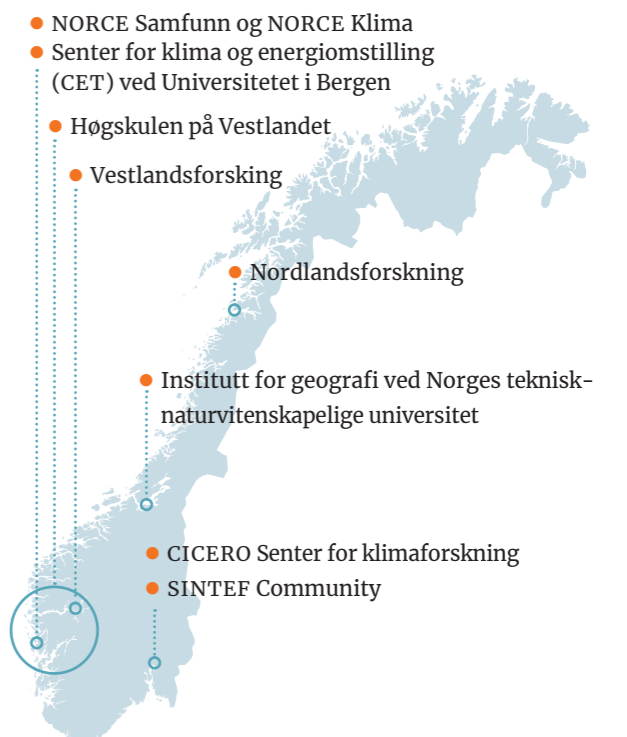 NORCE Samfunn og NORCE Klima
Senter for klima og energiomstilling
(CET) ved Universitetet i Bergen
Høgskulen på Vestlandet
Vestlandsforsking
Nordlandsforskning
Institutt for geografi ved Norges teknisk-
naturvitenskapelige universitet
CICERO Senter for klimaforskning
SINTEF Community